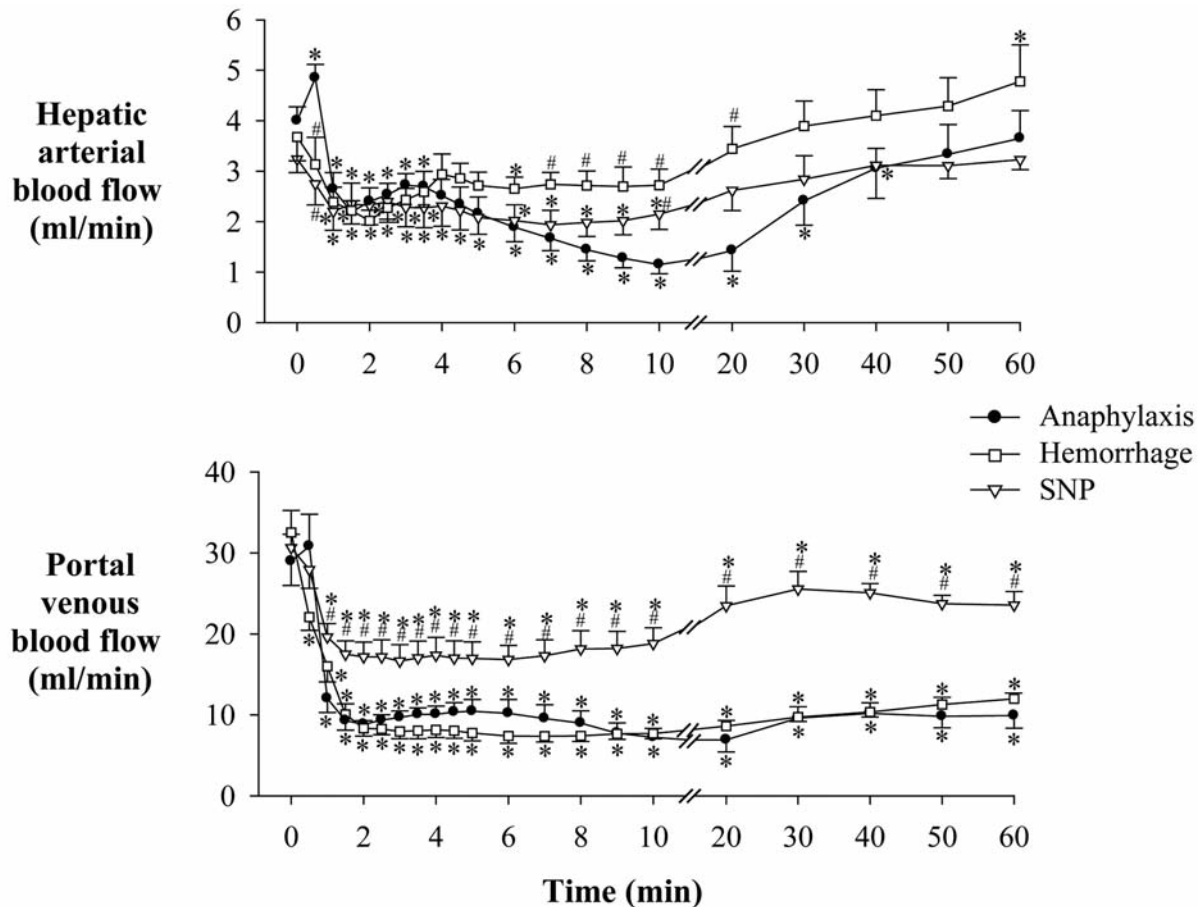 6
5
Hepatic
arterial
blood flow
(ml/min)
4
3
2
1
0
0 2 4 6 8 10 20 30 40 50 60
Anaphylaxis
Hemorrhage
SNP
40
Portal
venous
blood flow
(ml/min)
30
20
10
0
0 2 4 6 8 10 20 30 40 50 60
Time (min)